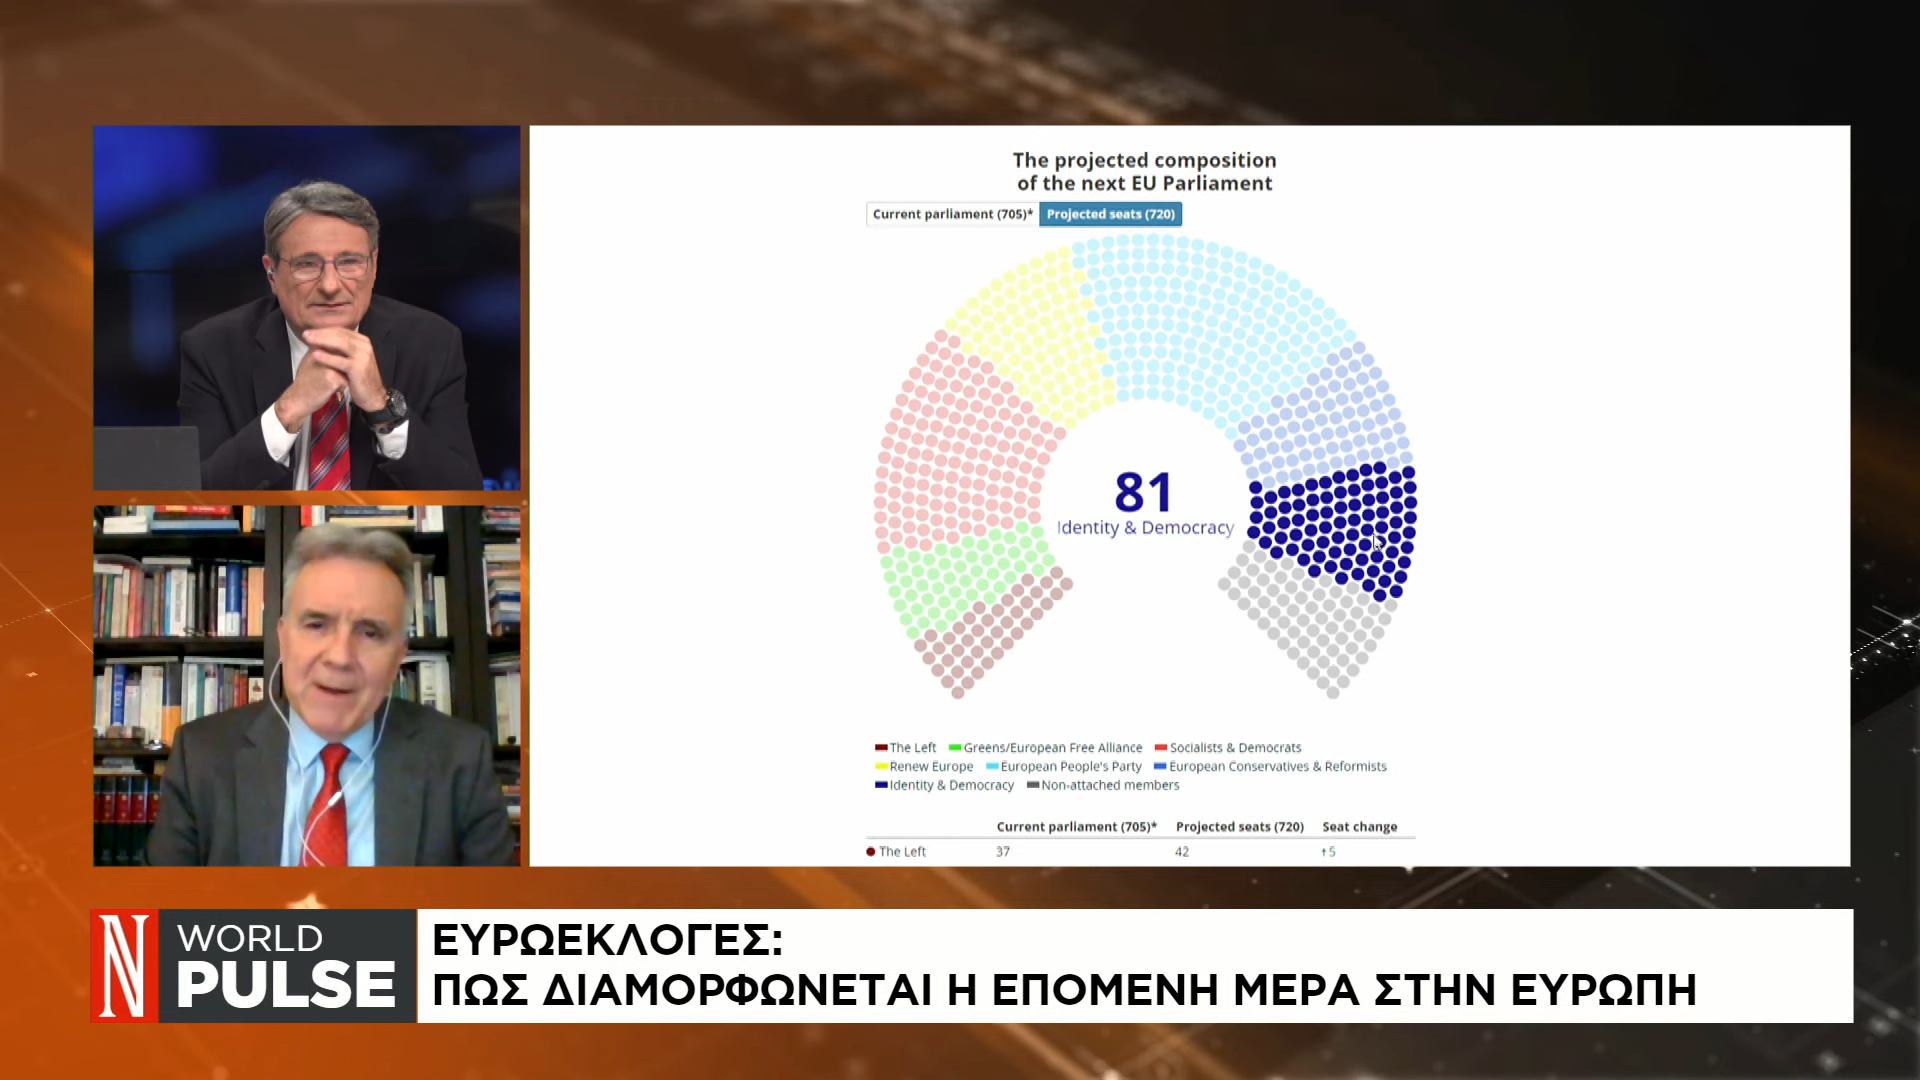 The projected composition
of the next EU Parliament
Current parliament (705)* Projected seats (720)
81
Identity & Democracy
The Left Greens/European Free Alliance Socialists & Democrats
Renew Europe European People's Party European Conservatives & Reformists
Identity & Democracy Non-attached members
Current parliament (705)* Projected seats (720) Seat change
The Left 37 42 ↑5
N WORLD
PULSE
ΕΥΡΩΕΚΛΟΓΕΣ:
ΠΩΣ ΔΙΑΜΟΡΦΩΝΕΤΑΙ Η ΕΠΟΜΕΝΗ ΜΕΡΑ ΣΤΗΝ ΕΥΡΩΠΗ